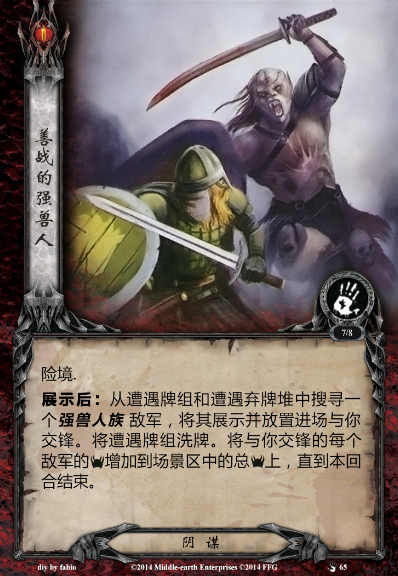 善战的强兽人
7/8
险境.
展示后：从遭遇牌组和遭遇弃牌堆中搜寻一
个强兽人族 敌军，将其展示并放置进场与你
交锋。将遭遇牌组洗牌。将与你交锋的每个
敌军的增加到场景区中的总上，直到本回
合结束。
阴 谋
diy by fabio
©2014 Middle-earth Enterprises ©2014 FFG
65